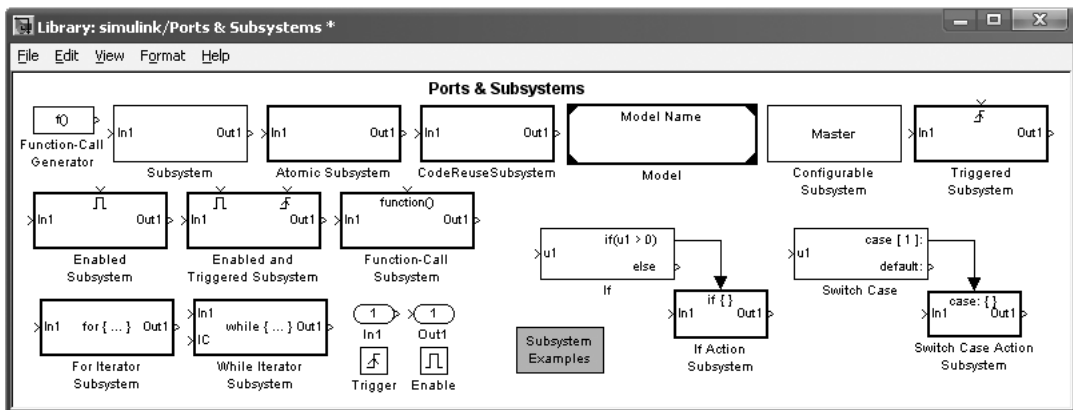 Library: simulink/Ports & Subsystems *
File Edit View Format Help
Ports & Subsystems
f()
Function-Call
Generator
In1 Out1
Subsystem
In1 Out1
Atomic Subsystem
In1 Out1
CodeReuseSubsystem
Model Name
Model
Master
Configurable
Subsystem
In1 Out1
Triggered
Subsystem
In1 Out1
Enabled
Subsystem
In1 Out1
Enabled and
Triggered Subsystem
function()
In1 Out1
Function-Call
Subsystem
u1 if(u1 > 0)
else
If
if { }
In1 Out1
If Action
Subsystem
u1 case [ 1 ]:
default:
Switch Case
case: { }
In1 Out1
Switch Case Action
Subsystem
In1 for { ... } Out1
For Iterator
Subsystem
In1
while { ... } Out1
IC
While Iterator
Subsystem
1
In1
1
Out1
Trigger
Enable
Subsystem
Examples